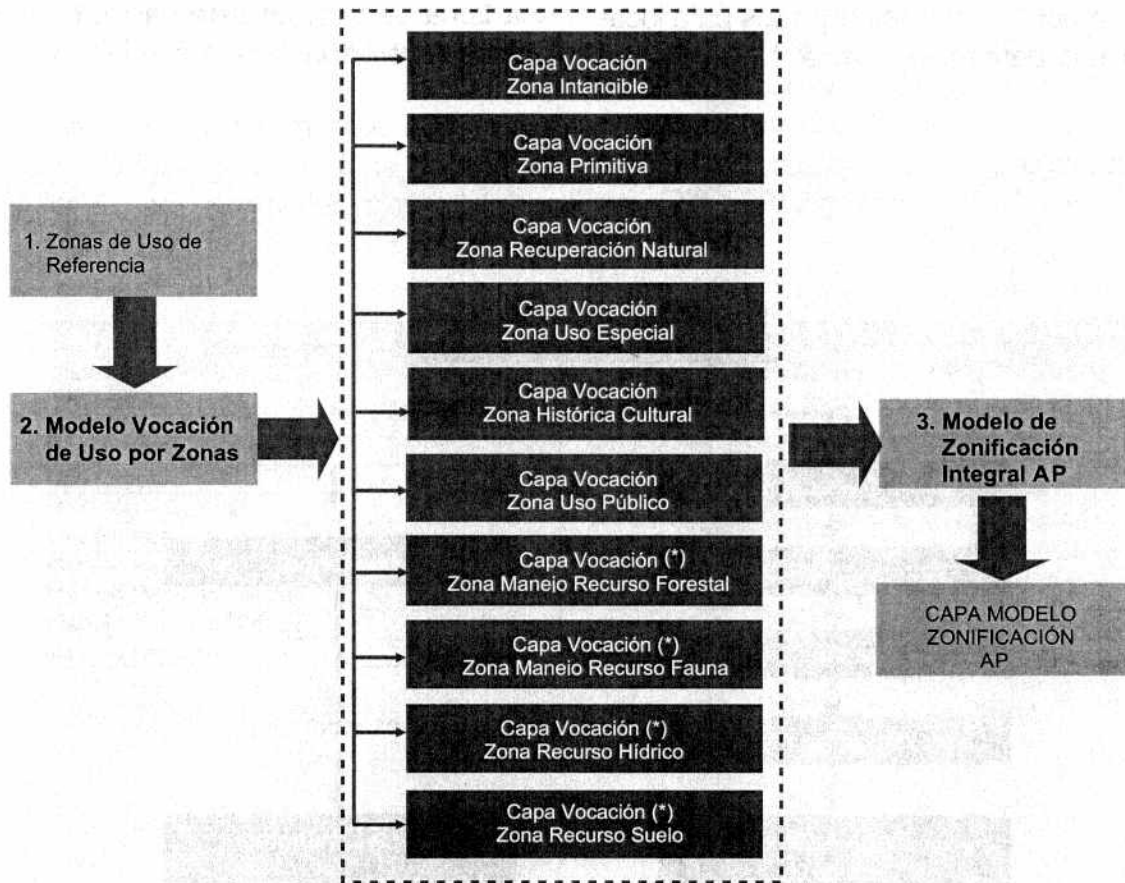 1. Zonas de Uso de
Referencia
2. Modelo Vocación
de Uso por Zonas
Capa Vocación
Zona Intangible
Capa Vocación
Zona Primitiva
Capa Vocación
Zona Recuperación Natural
Capa Vocación
Zona Uso Especial
Capa Vocación
Zona Histórica Cultural
Capa Vocación
Zona Uso Público
Capa Vocación (*)
Zona Manejo Recurso Forestal
Capa Vocación (*)
Zona Manejo Recurso Fauna
Capa Vocación (*)
Zona Recurso Hídrico
Capa Vocación (*)
Zona Recurso Suelo
3. Modelo de
Zonificación
Integral AP
CAPA MODELO
ZONIFICACIÓN
AP